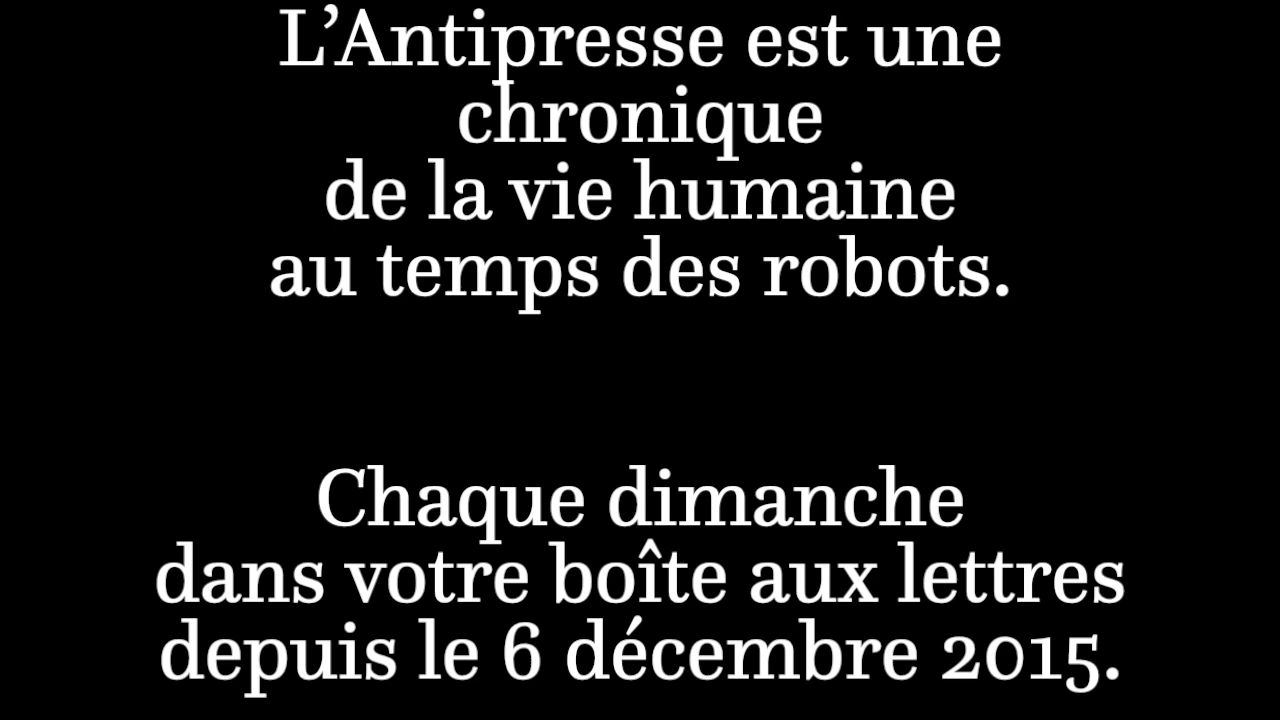 L’Antipresse est une
chronique
de la vie humaine
au temps des robots.
Chaque dimanche
dans votre boîte aux lettres
depuis le 6 décembre 2015.